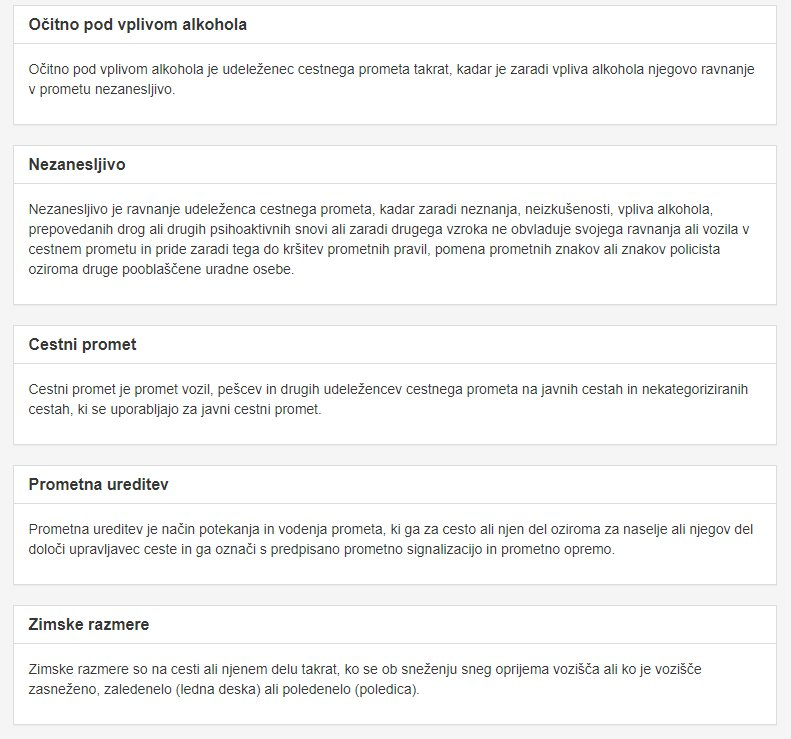 Očitno pod vplivom alkohola
Očitno pod vplivom alkohola je udeleženec cestnega prometa takrat, kadar je zaradi vpliva alkohola njegovo ravnanje
v prometu nezanesljivo.
Nezanesljivo
Nezanesljivo je ravnanje udeleženca cestnega prometa, kadar zaradi neznanja, neizkušenosti, vpliva alkohola,
prepovedanih drog ali drugih psihoaktivnih snovi ali zaradi drugega vzroka ne obvladuje svojega ravnanja ali vozila v
cestnem prometu in pride zaradi tega do kršitev prometnih pravil, pomena prometnih znakov ali znakov policista
oziroma druge pooblaščene uradne osebe.
Cestni promet
Cestni promet je promet vozil, pešcev in drugih udeležencev cestnega prometa na javnih cestah in nekategoriziranih
cestah, ki se uporabljajo za javni cestni promet.
Prometna ureditev
Prometna ureditev je način potekanja in vodenja prometa, ki ga za cesto ali njen del oziroma za naselje ali njegov del
določi upravljavec ceste in ga označi s predpisano prometno signalizacijo in prometno opremo.
Zimske razmere
Zimske razmere so na cesti ali njenem delu takrat, ko se ob sneženju sneg oprijema vozišča ali ko je vozišče
zasneženo, zaledenelo (ledna deska) ali poledenelo (poledica).